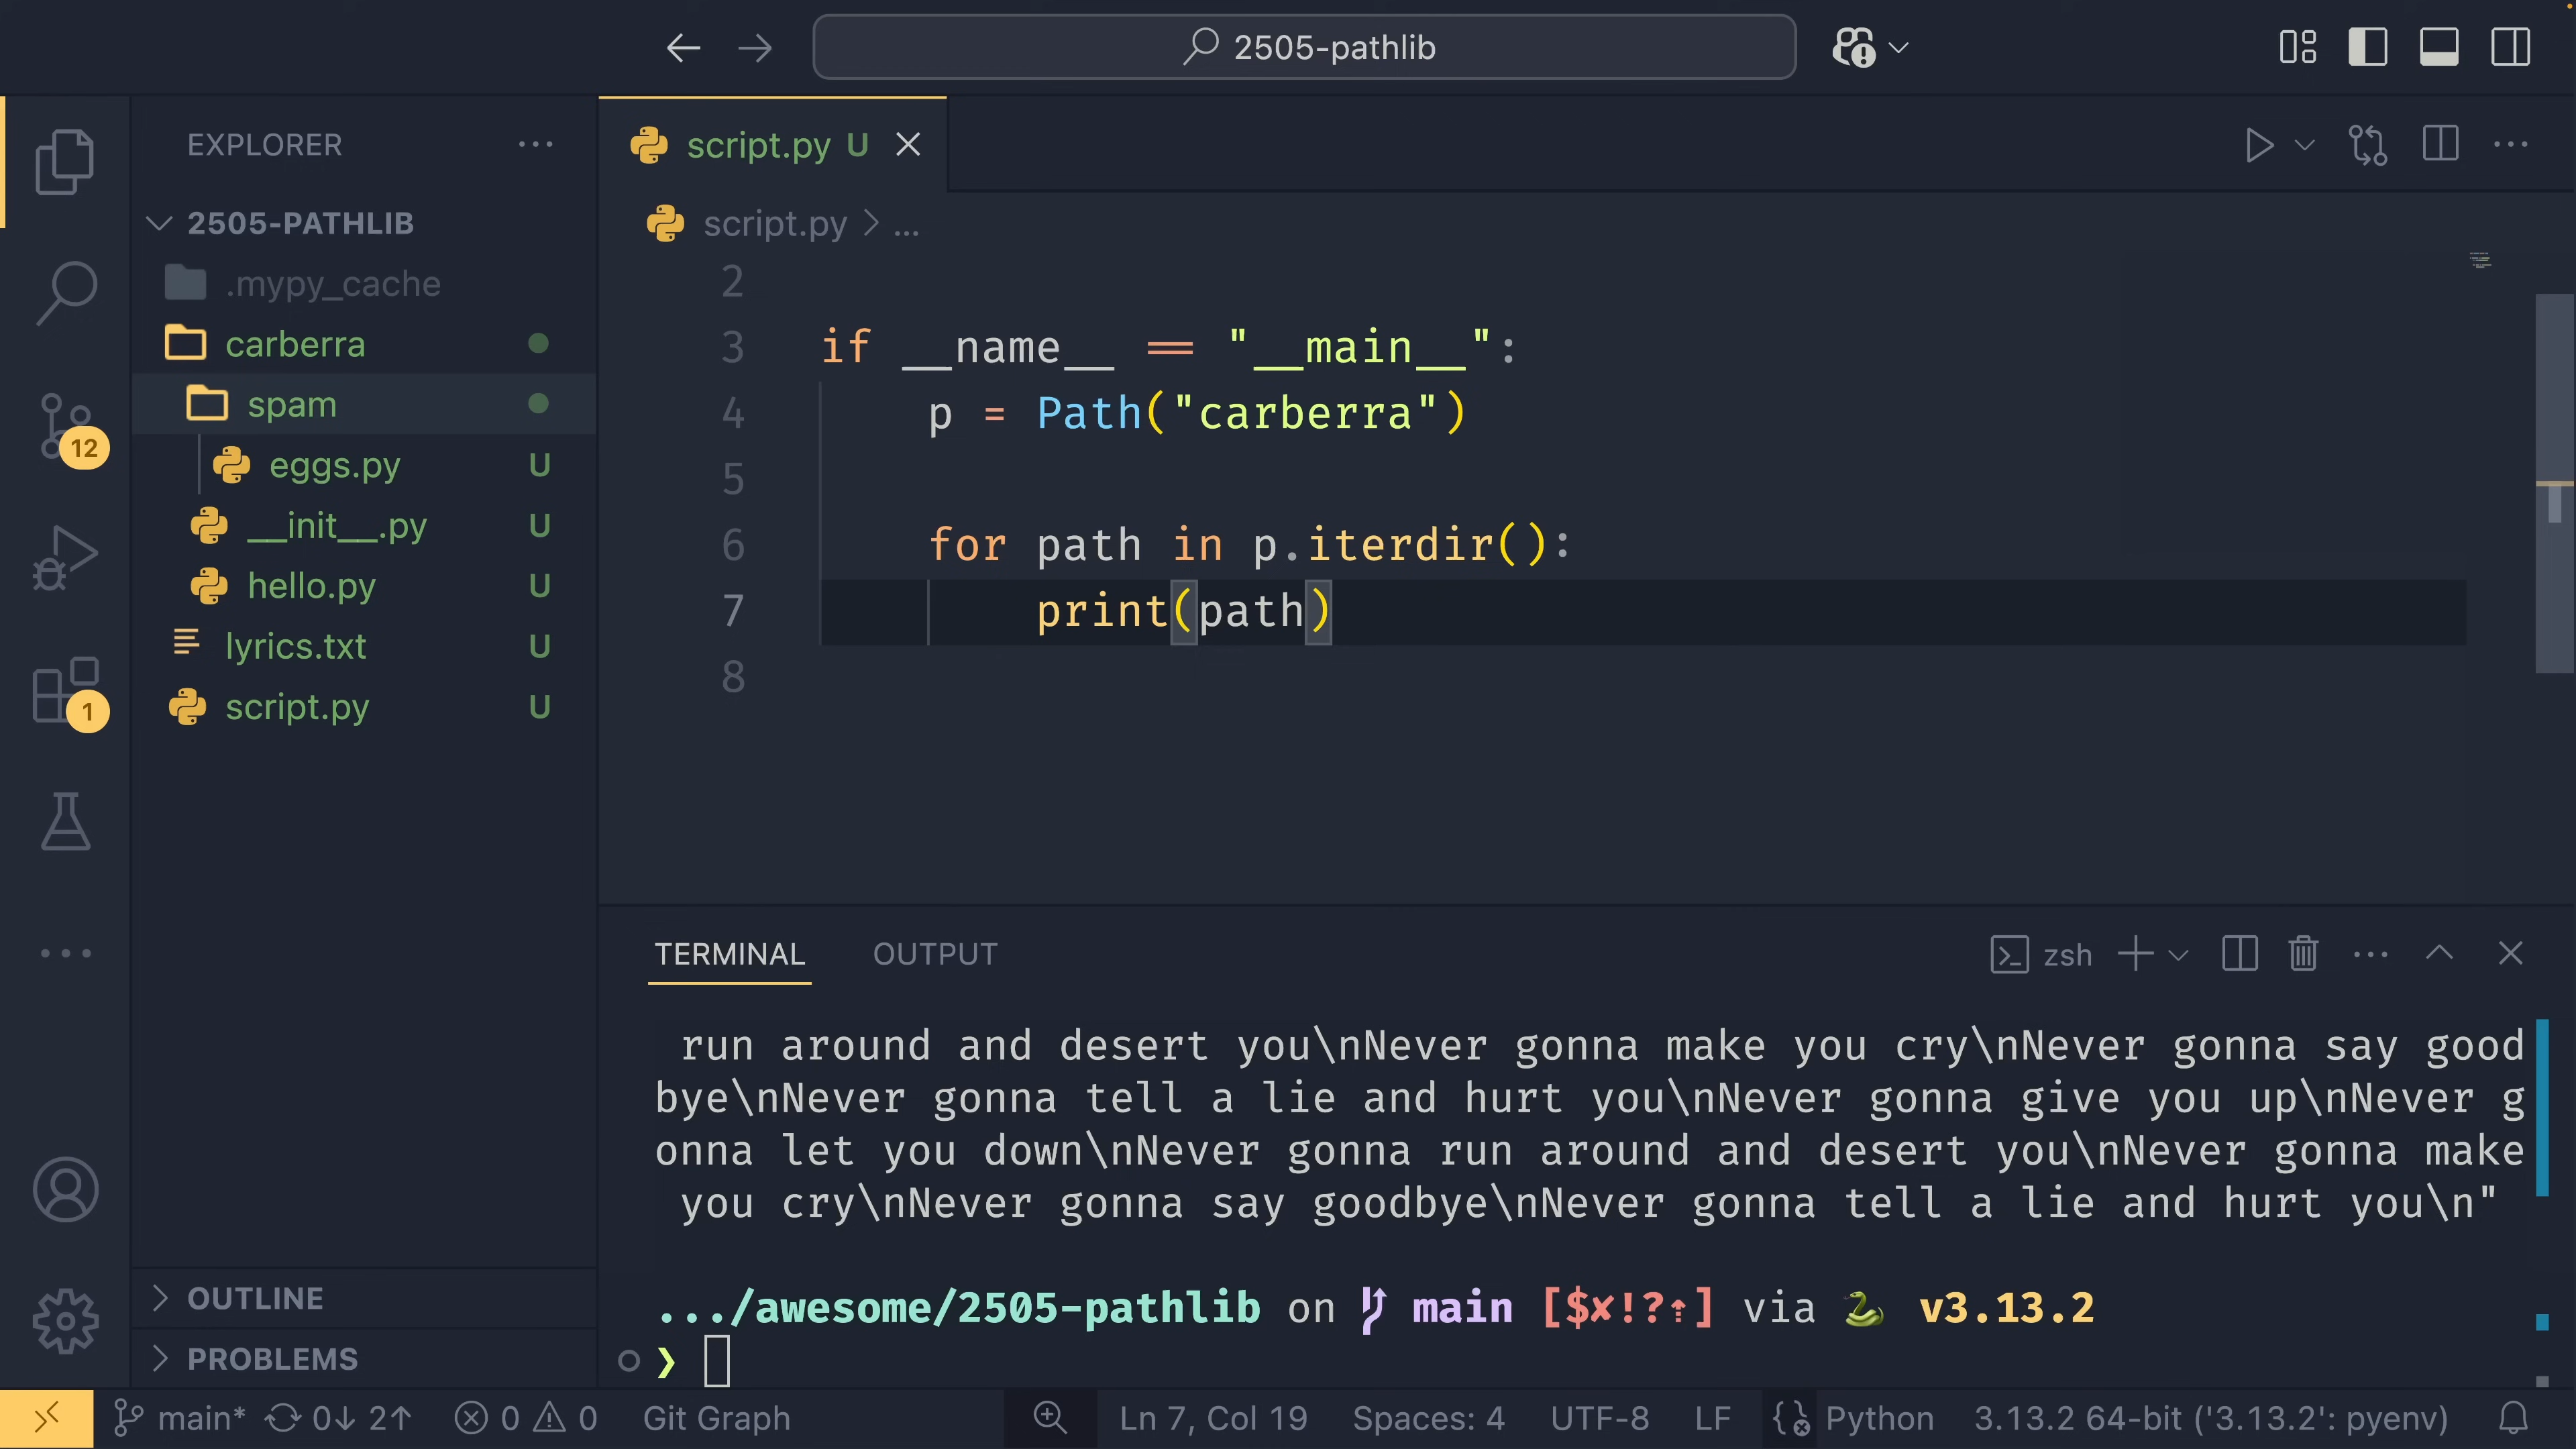 2505-pathlib
EXPLORER
script.py U
2505-PATHLIB
script.py > ...
.mypy_cache
carberra
spam
eggs.py U
__init__.py U
hello.py U
lyrics.txt U
script.py U
12
1
2
3 if __name__ == "__main__":
4 p = Path("carberra")
5
6 for path in p.iterdir():
7 print(path)
8
TERMINAL OUTPUT
zsh
run around and desert you\nNever gonna make you cry\nNever gonna say good
bye\nNever gonna tell a lie and hurt you\nNever gonna give you up\nNever g
onna let you down\nNever gonna run around and desert you\nNever gonna make
you cry\nNever gonna say goodbye\nNever gonna tell a lie and hurt you\n"
.../awesome/2505-pathlib on main [$✘!?⇡] via 🐍 v3.13.2
❯
OUTLINE
PROBLEMS
main* 0↓ 2↑ 0 0 Git Graph Ln 7, Col 19 Spaces: 4 UTF-8 LF Python 3.13.2 64-bit ('3.13.2': pyenv)